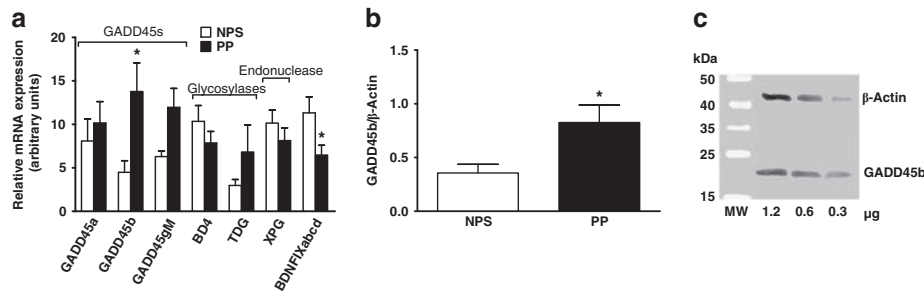 a
GADD45s
NPS
PP
*
Endonuclease
Glycosylases
*
Relative mRNA expression
(arbitrary units)
20
15
10
5
0
GADD45a
GADD45b
GADD45gM
BD4
TDG
XPG
BDNFIXabcd
b
GADD45b/β-Actin
1.5
1.0
0.5
0.0
*
NPS
PP
c
kDa
50
40
35
25
15
β-Actin
GADD45b
MW
1.2
0.6
0.3
µg